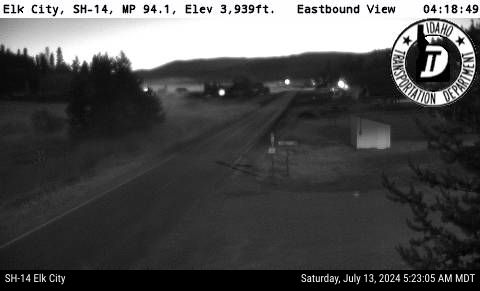 Elk City, SH-14, MP 94.1, Elev 3,939ft. Eastbound View 04:18:49
IDAHO
TRANSPORTATION DEPARTMENT
SH-14 Elk City Saturday, July 13, 2024 5:23:05 AM MDT